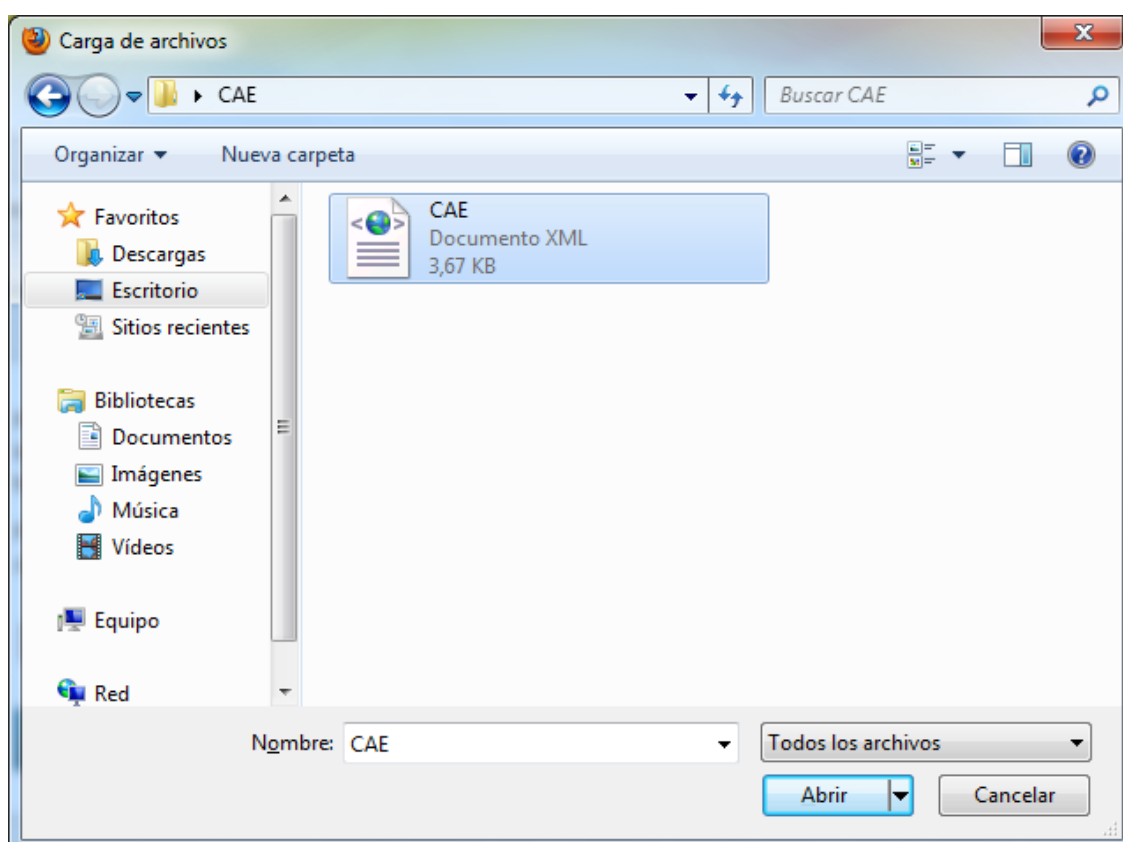 Carga de archivos
CAE
Buscar CAE
Organizar
Nueva carpeta
Favoritos
Descargas
Escritorio
Sitios recientes
Bibliotecas
Documentos
Imágenes
Música
Vídeos
Equipo
Red
CAE
Documento XML
3,67 KB
Nombre: CAE
Todos los archivos
Abrir
Cancelar